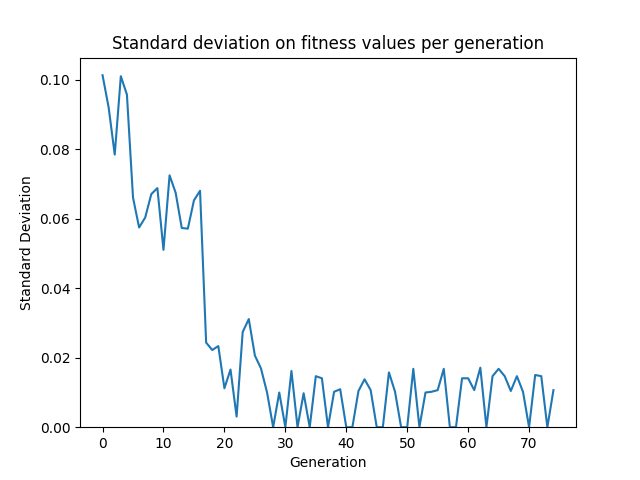 Standard deviation on fitness values per generation
0.10
0.08
0.06
0.04
0.02
0.00
Standard Deviation
0 10 20 30 40 50 60 70
Generation